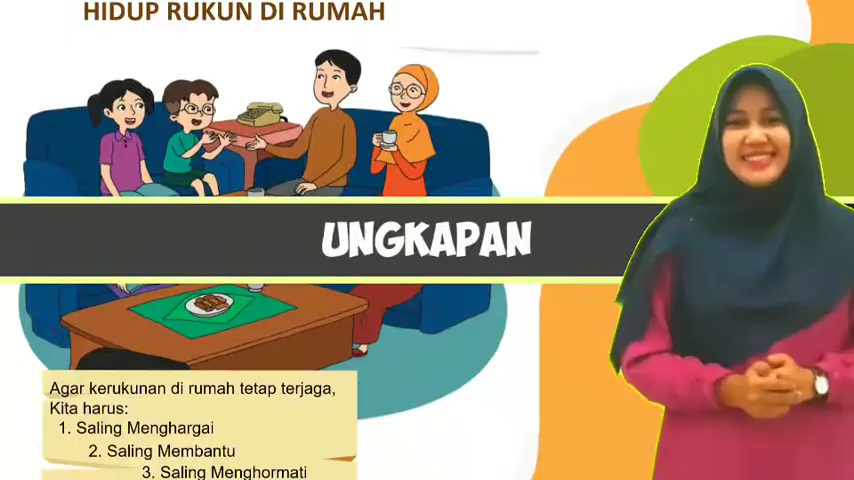 HIDUP RUKUN DI RUMAH
UNGKAPAN
Agar kerukunan di rumah tetap terjaga,
Kita harus:
1. Saling Menghargai
2. Saling Membantu
3. Saling Menghormati